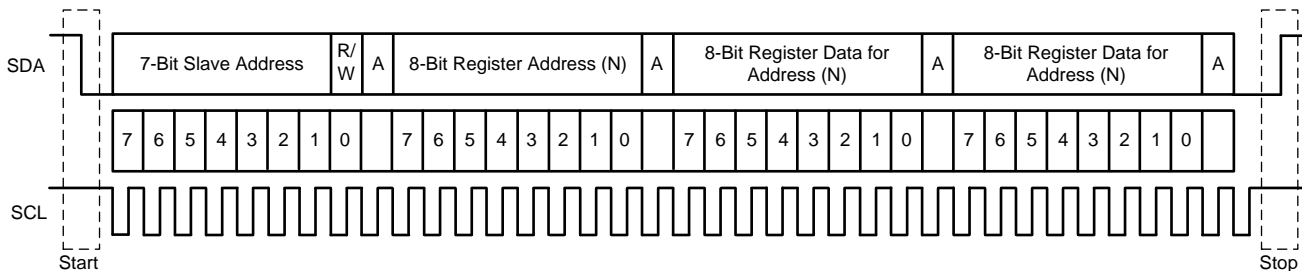 SDA
7-Bit Slave Address
R/
W
A
8-Bit Register Address (N)
A
8-Bit Register Data for
Address (N)
A
8-Bit Register Data for
Address (N)
A
7 6 5 4 3 2 1 0 7 6 5 4 3 2 1 0 7 6 5 4 3 2 1 0 7 6 5 4 3 2 1 0
SCL
Start
Stop